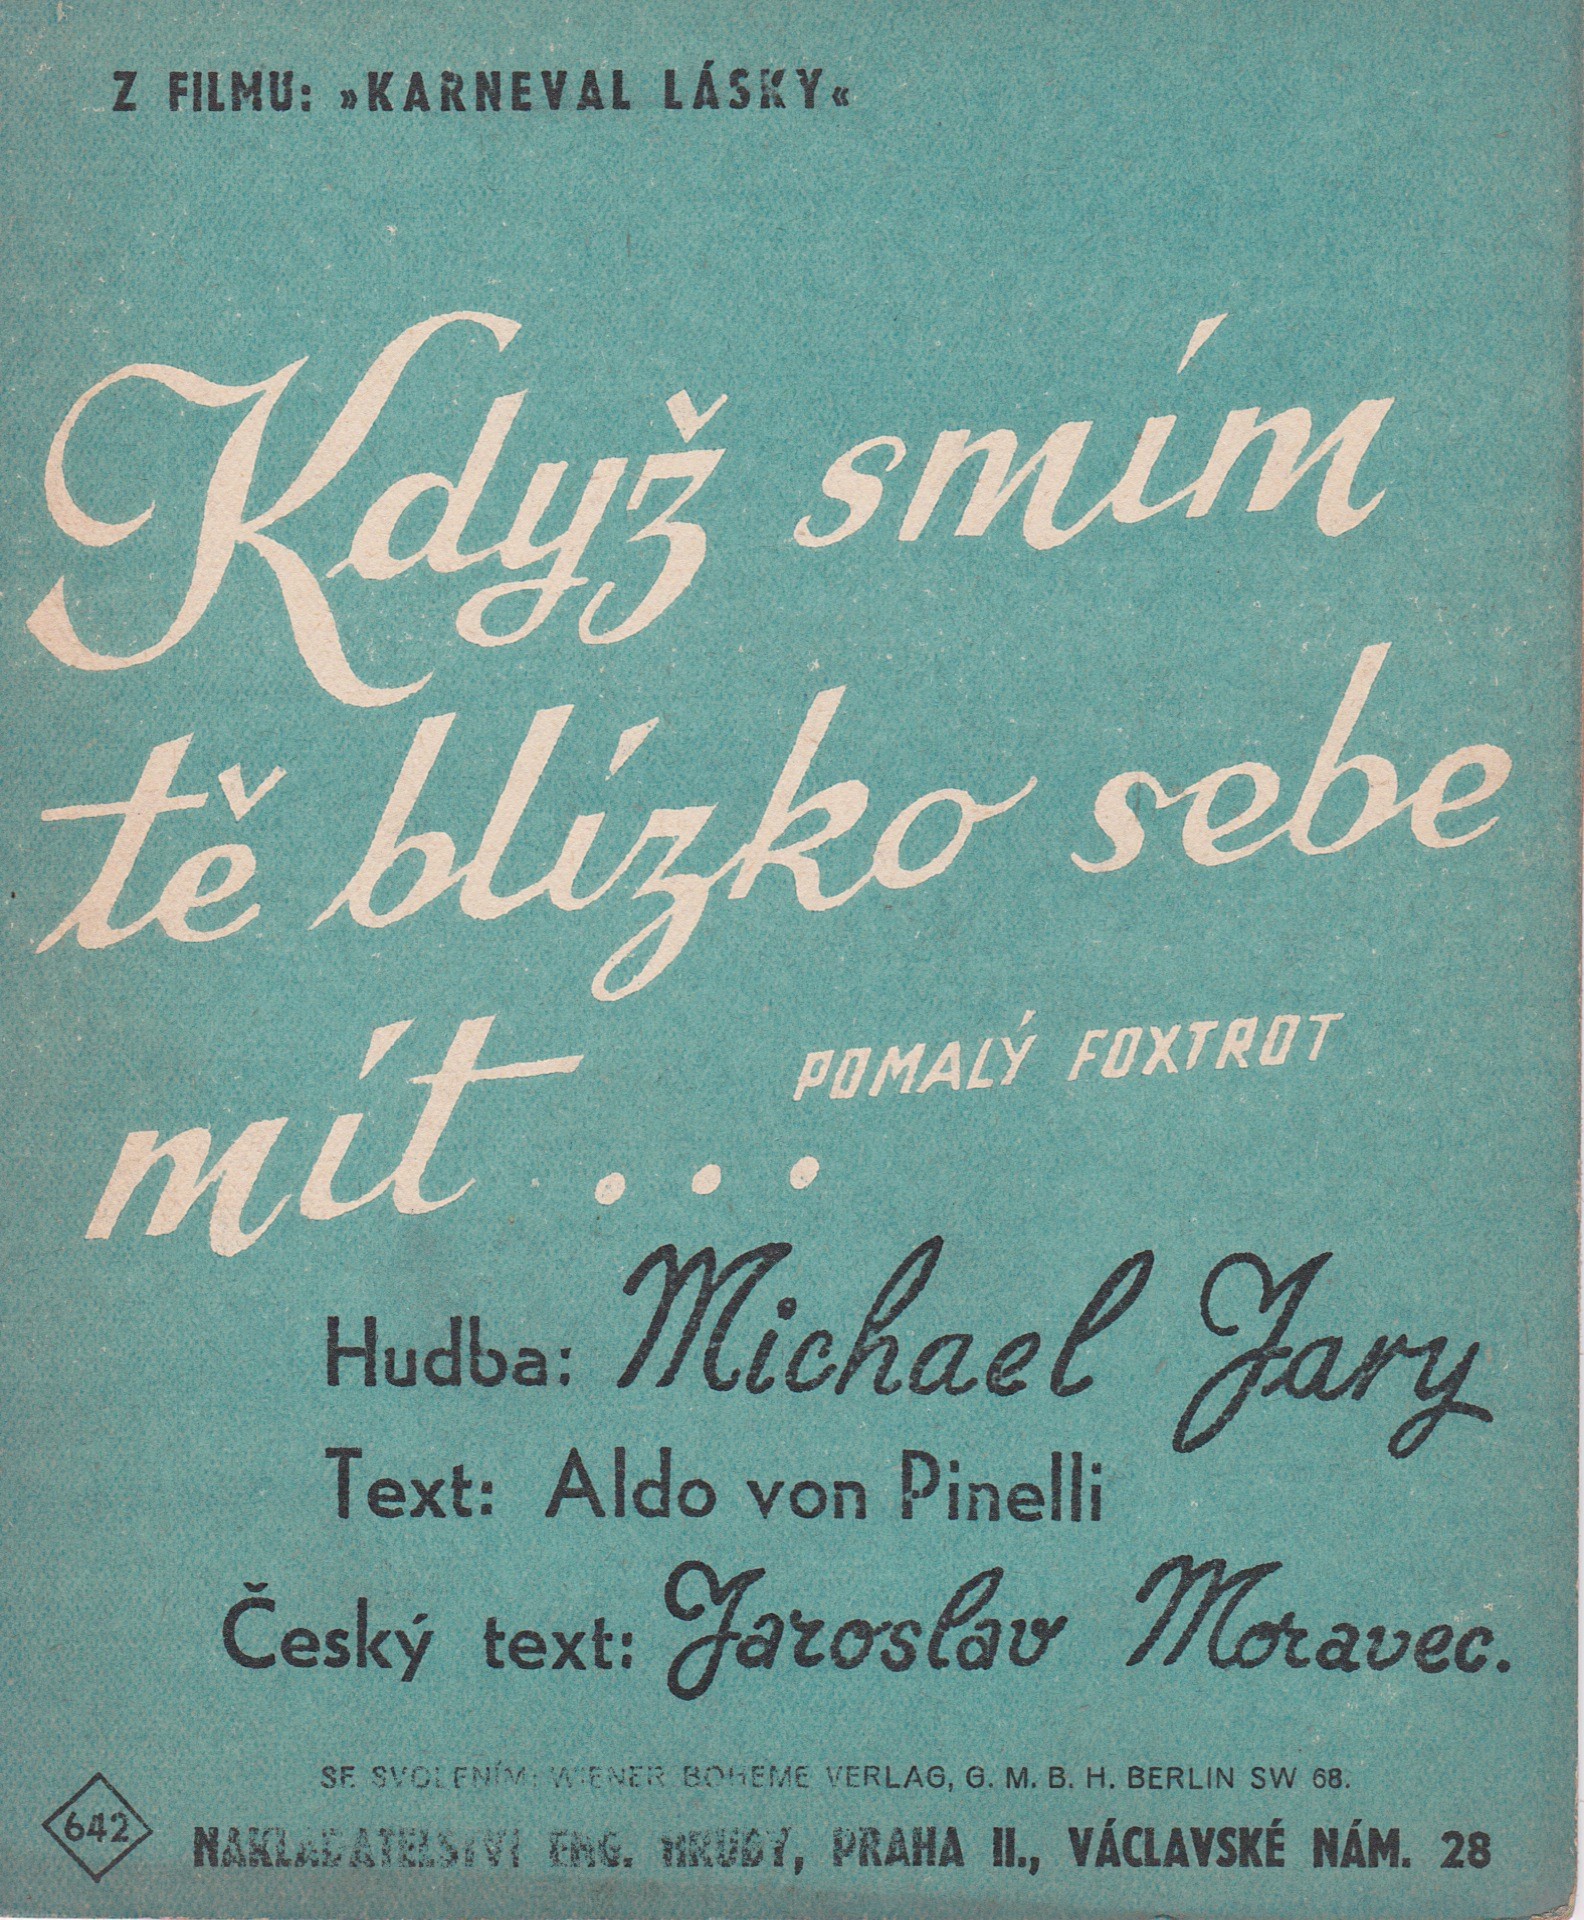 Z FILMU: »KARNEVAL LÁSKY«
Když smím
tě blízko sebe
mít...
POMALÝ FOXTROT
Hudba: Michael Jary
Text: Aldo von Pinelli
Český text: Jaroslav Moravec.
SE SVOLENÍM: WIENER BOHEME VERLAG, G. M. B. H. BERLIN SW 68.
642
NAKLADATELSTVÍ ENG. HRUBÝ, PRAHA II., VÁCLAVSKÉ NÁM. 28